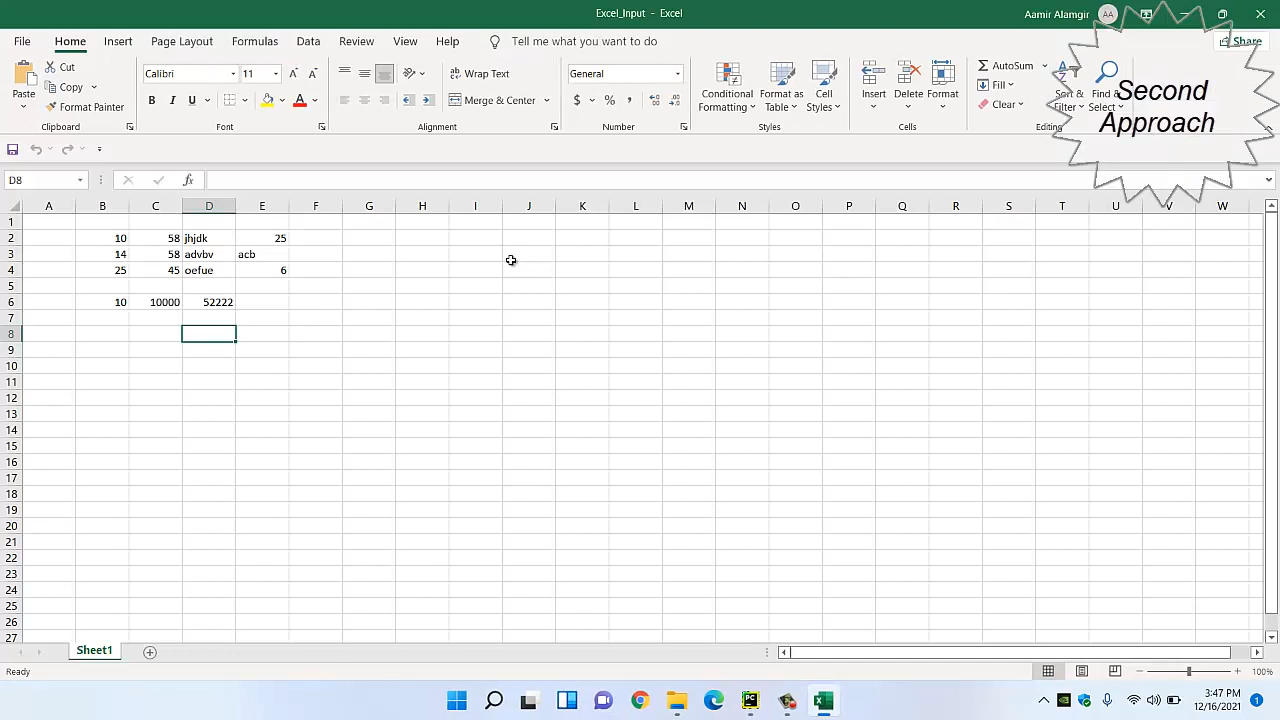 Excel_Input - Excel
Aamir Alamgir AA
File Home Insert Page Layout Formulas Data Review View Help Tell me what you want to do Share
Second
Approach
Paste
Cut
Copy
Format Painter
Clipboard
Calibri 11
B I U
Font
Wrap Text
Merge & Center
Alignment
General
$ % ,
Number
Conditional
Formatting
Format as
Table
Cell
Styles
Styles
Insert
Delete
Format
Cells
AutoSum
Fill
Clear
Sort &
Filter
Find &
Select
Editing
D8
A B C D E F G H I J K L M N O P Q R S T U V W
1
2 10 58 jhjdk 25
3 14 58 advbv acb
4 25 45 oefue 6
5
6 10 10000 52222
7
8
9
10
11
12
13
14
15
16
17
18
19
20
21
22
23
24
25
26
27
Sheet1
Ready
100%
3:47 PM
12/16/2021
1